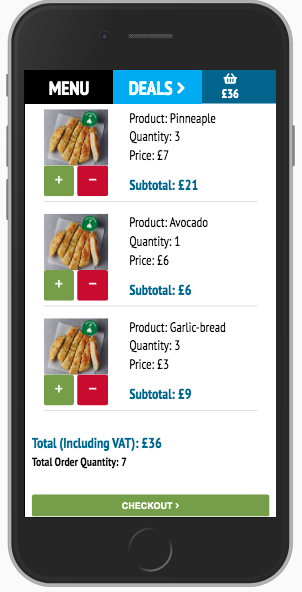 MENU
DEALS >
£36
Product: Pinneaple
Quantity: 3
Price: £7
+ −
Subtotal: £21
Product: Avocado
Quantity: 1
Price: £6
+ −
Subtotal: £6
Product: Garlic-bread
Quantity: 3
Price: £3
+ −
Subtotal: £9
Total (Including VAT): £36
Total Order Quantity: 7
CHECKOUT >